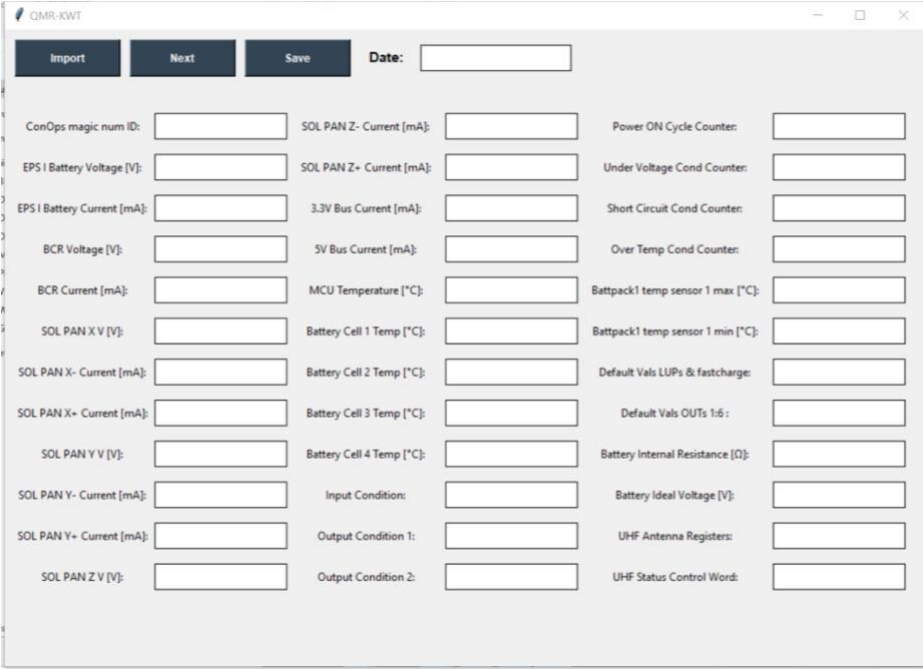 QMR-KWT
Import Next Save Date:
ConOps magic num ID: SOL PAN Z- Current [mA]: Power ON Cycle Counter:
EPS I Battery Voltage [V]: SOL PAN Z+ Current [mA]: Under Voltage Cond Counter:
EPS I Battery Current [mA]: 3.3V Bus Current [mA]: Short Circuit Cond Counter:
BCR Voltage [V]: 5V Bus Current [mA]: Over Temp Cond Counter:
BCR Current [mA]: MCU Temperature [°C]: Battpack1 temp sensor 1 max [°C]:
SOL PAN X V [V]: Battery Cell 1 Temp [°C]: Battpack1 temp sensor 1 min [°C]:
SOL PAN X- Current [mA]: Battery Cell 2 Temp [°C]: Default Vals LUPs & fastcharge:
SOL PAN X+ Current [mA]: Battery Cell 3 Temp [°C]: Default Vals OUTs 1:6 :
SOL PAN Y V [V]: Battery Cell 4 Temp [°C]: Battery Internal Resistance [Ω]:
SOL PAN Y- Current [mA]: Input Condition: Battery Ideal Voltage [V]:
SOL PAN Y+ Current [mA]: Output Condition 1: UHF Antenna Registers:
SOL PAN Z V [V]: Output Condition 2: UHF Status Control Word: